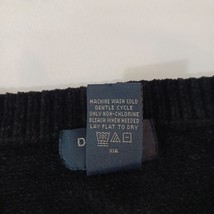 MACHINE WASH COLD
GENTLE CYCLE
ONLY NON-CHLORINE
BLEACH WHEN NEEDED
LAY FLAT TO DRY
D